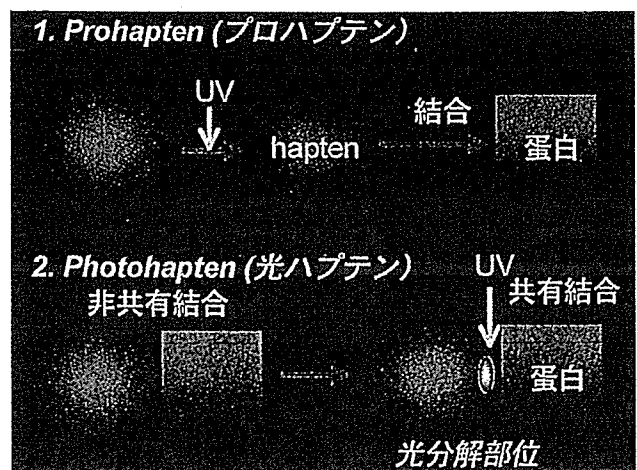 1. Prohapten (プロハプテン)
UV
hapten
結合
蛋白
2. Photohapten (光ハプテン)
非共有結合
UV
共有結合
蛋白
光分解部位